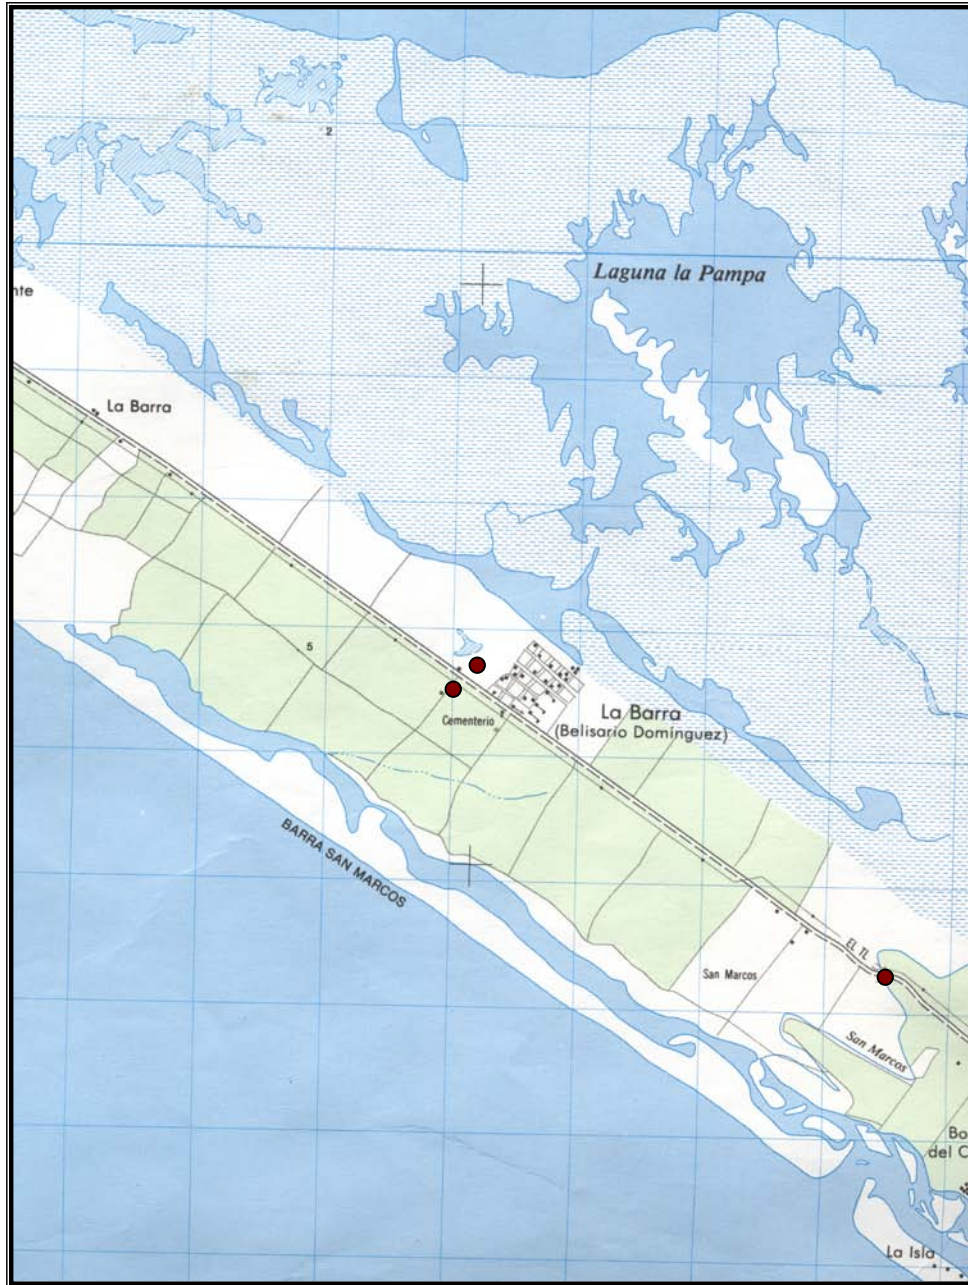 2
Laguna la Pampa
nte
La Barra
5
Cementerio
La Barra
(Belisario Domínguez)
BARRA SAN MARCOS
EL TL
San Marcos
San Marcos
Bo
del C
La Isla